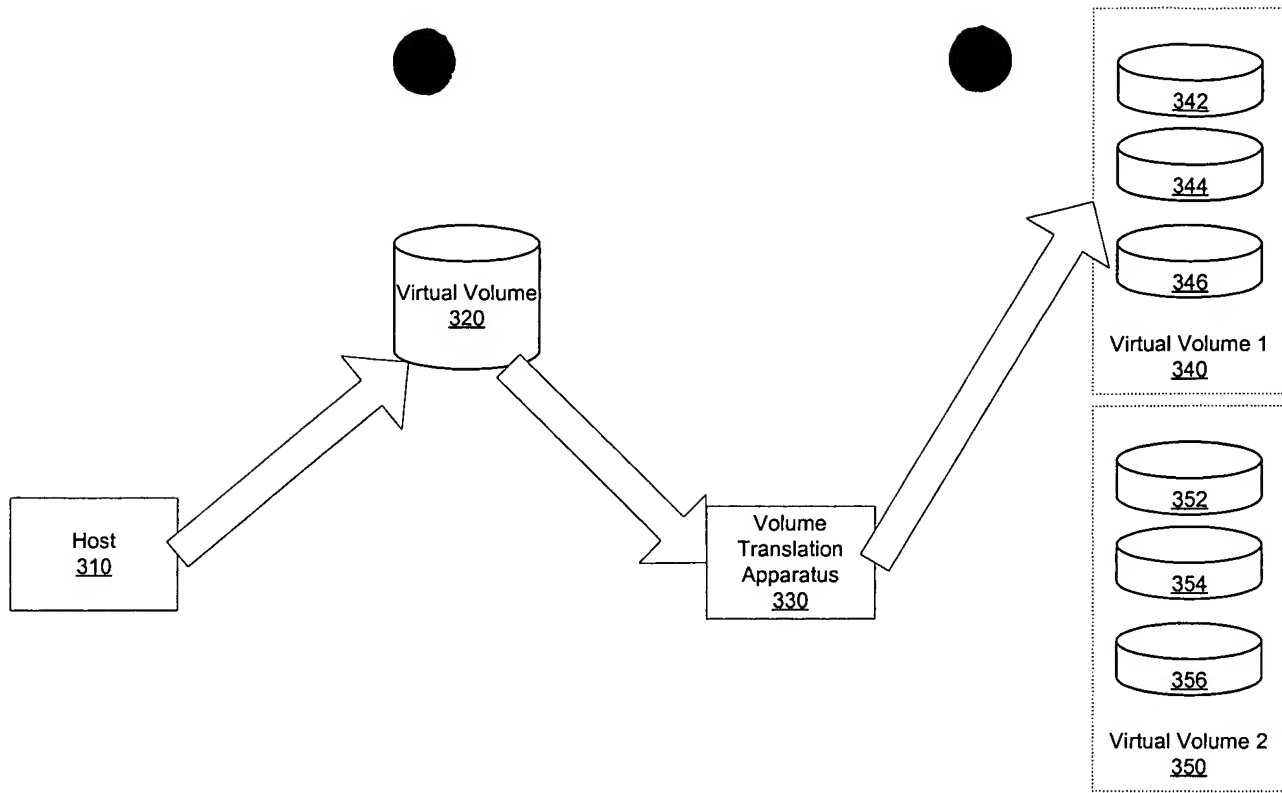 342
344
346
Virtual Volume 1
340
Virtual Volume
320
352
354
356
Virtual Volume 2
350
Host
310
Volume
Translation
Apparatus
330